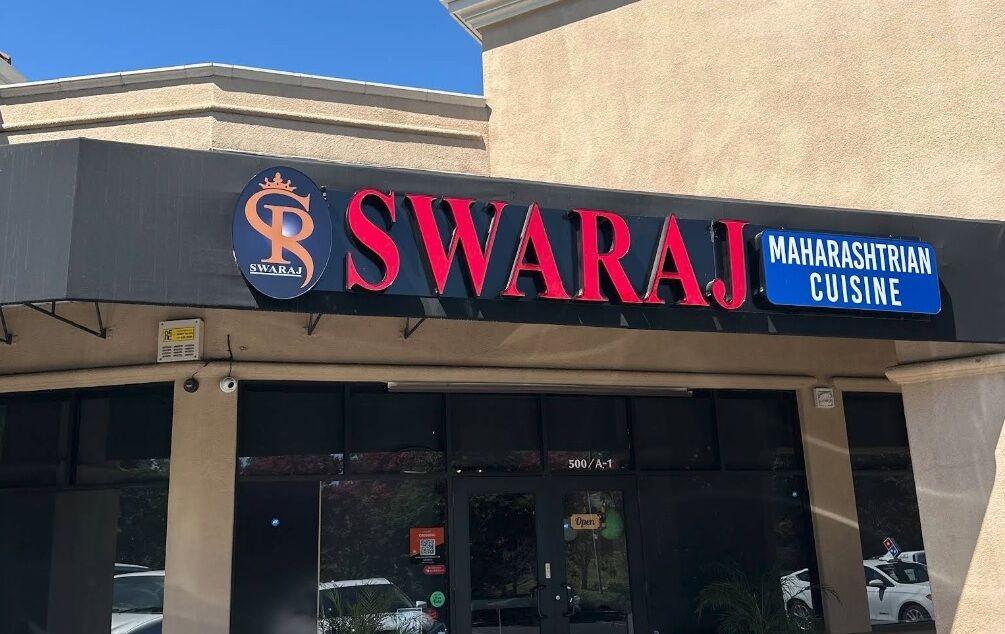 SR
SWARAJ
SWARAJ
MAHARASHTRIAN
CUISINE
500/A-1
Open